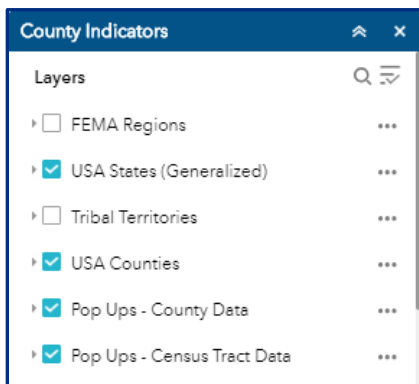 County Indicators
Layers
FEMA Regions
USA States (Generalized)
Tribal Territories
USA Counties
Pop Ups - County Data
Pop Ups - Census Tract Data